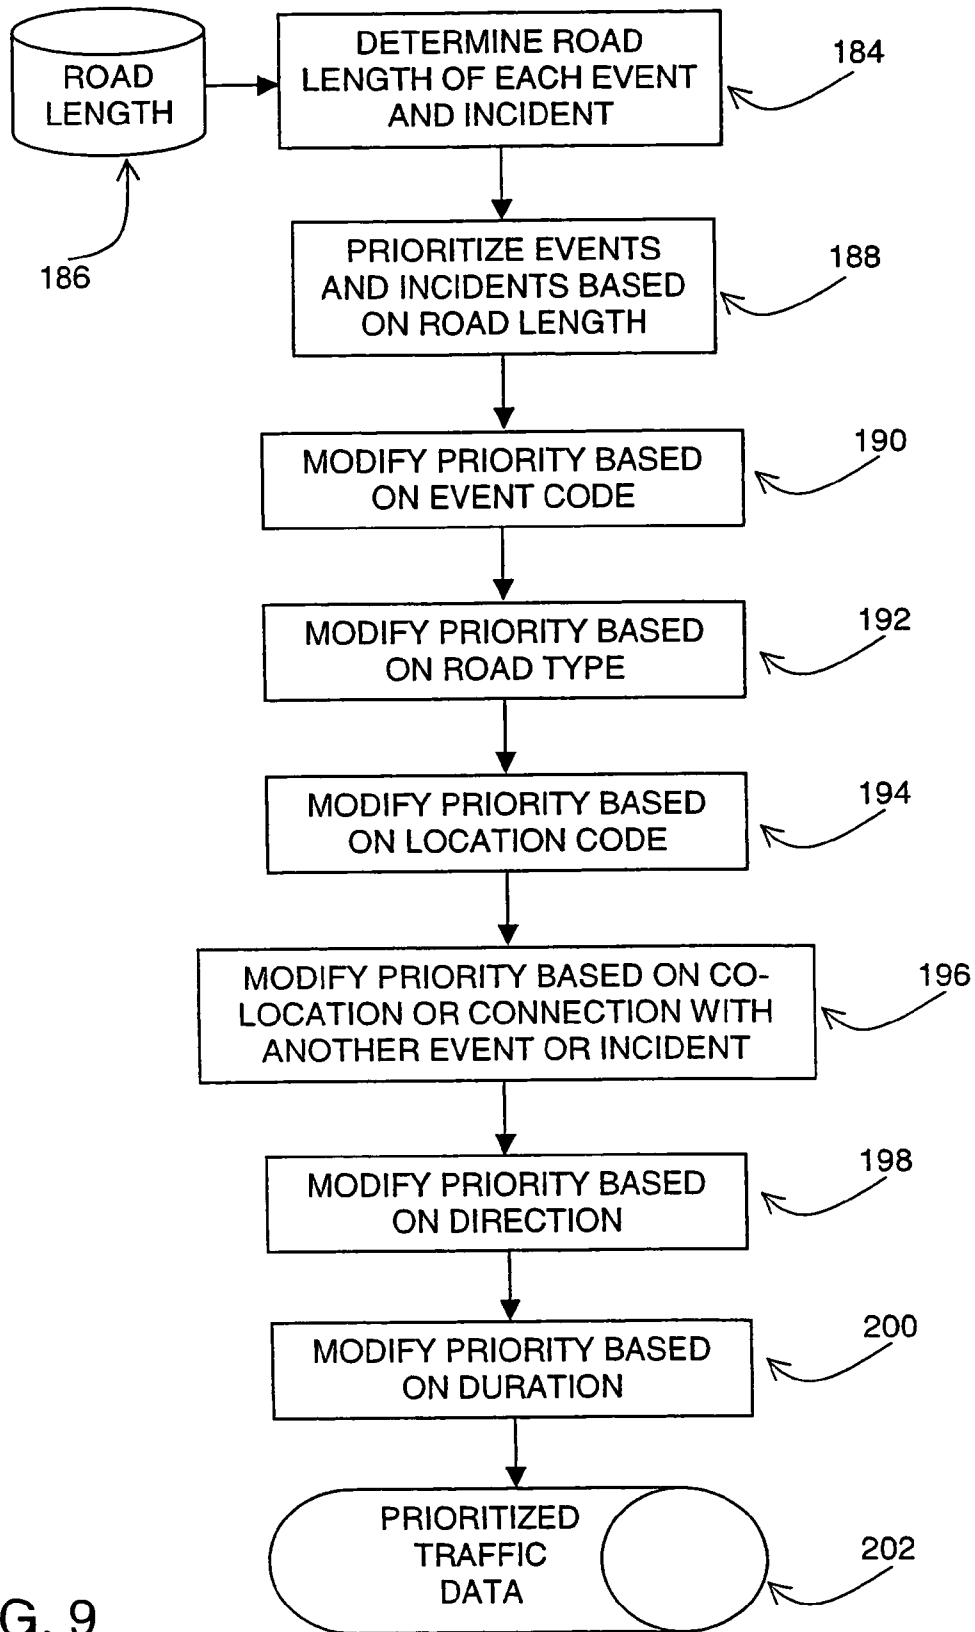 ROAD
LENGTH
186
DETERMINE ROAD
LENGTH OF EACH EVENT
AND INCIDENT
184
PRIORITIZE EVENTS
AND INCIDENTS BASED
ON ROAD LENGTH
188
MODIFY PRIORITY BASED
ON EVENT CODE
190
MODIFY PRIORITY BASED
ON ROAD TYPE
192
MODIFY PRIORITY BASED
ON LOCATION CODE
194
MODIFY PRIORITY BASED ON CO-
LOCATION OR CONNECTION WITH
ANOTHER EVENT OR INCIDENT
196
MODIFY PRIORITY BASED
ON DIRECTION
198
MODIFY PRIORITY BASED
ON DURATION
200
PRIORITIZED
TRAFFIC
DATA
202
G. 9